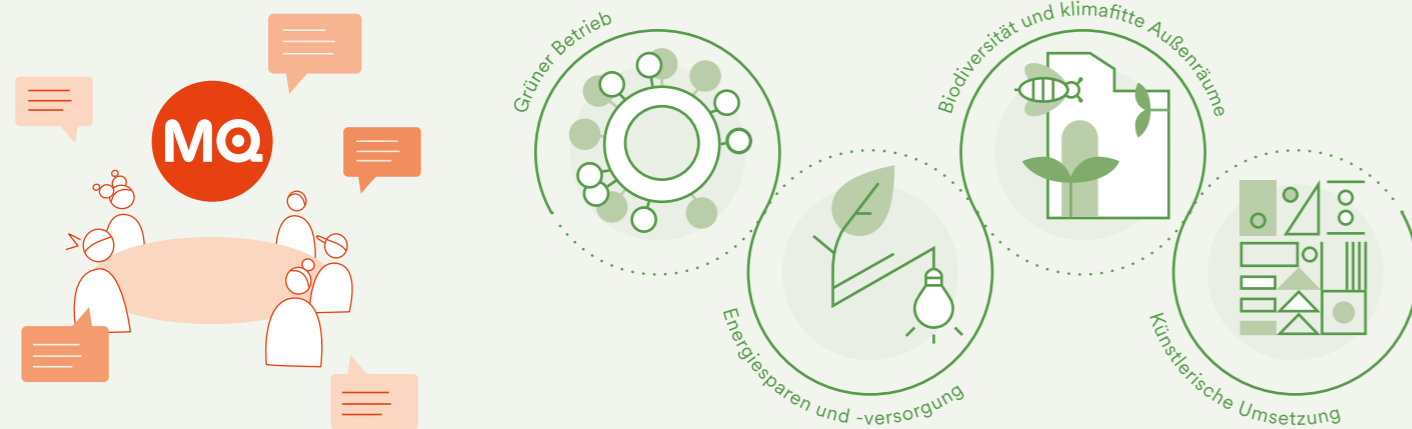 MQ
Grüner Betrieb
Energiesparen und -versorgung
Biodiversität und klimafitte Außenräume
Künstlerische Umsetzung